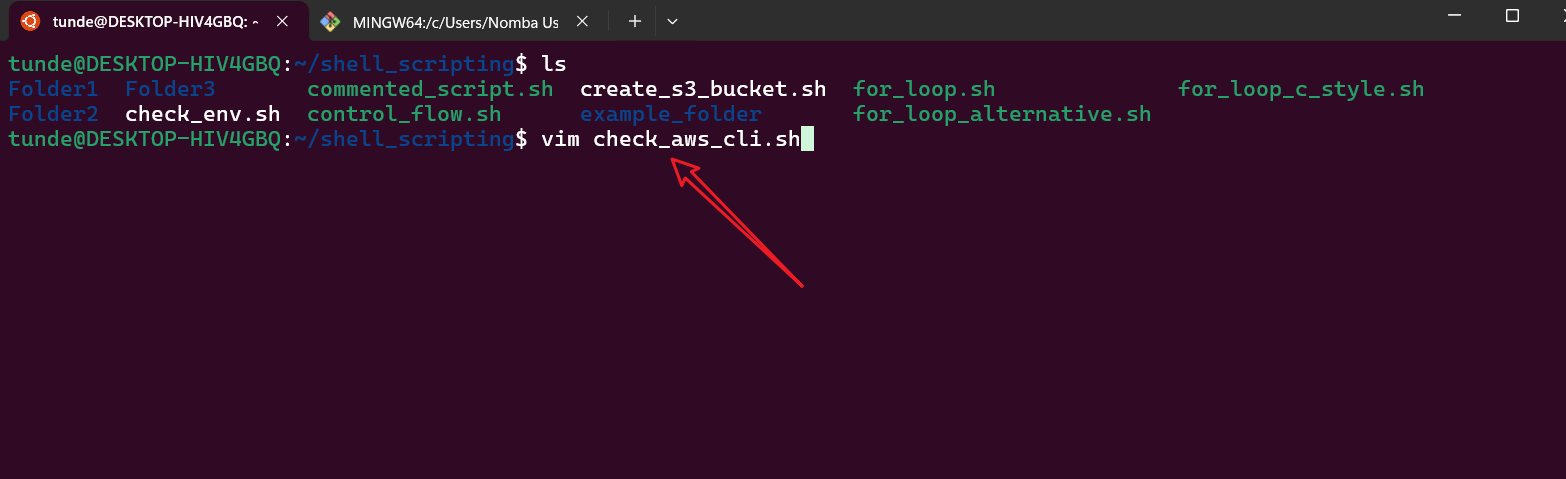 tunde@DESKTOP-HIV4GBQ: ~
MINGW64:/c/Users/Nomba Us
tunde@DESKTOP-HIV4GBQ:~/shell_scripting$ ls
Folder1 Folder3 commented_script.sh create_s3_bucket.sh for_loop.sh for_loop_c_style.sh
Folder2 check_env.sh control_flow.sh example_folder for_loop_alternative.sh
tunde@DESKTOP-HIV4GBQ:~/shell_scripting$ vim check_aws_cli.sh